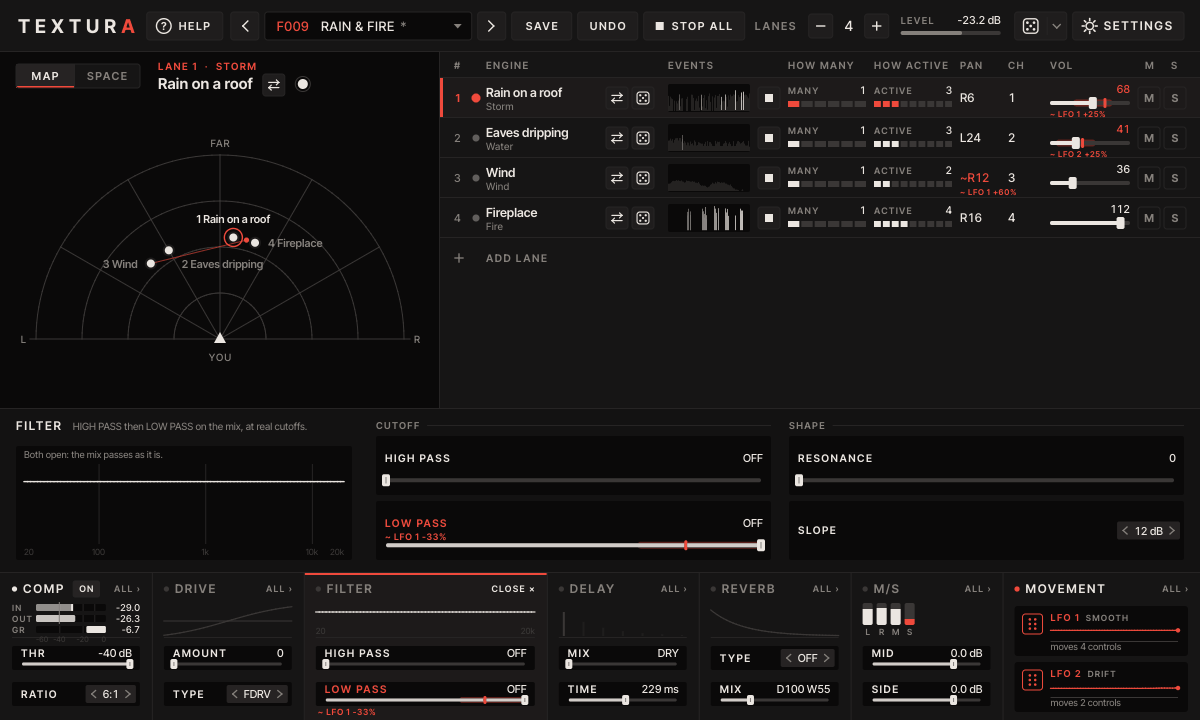 TEXTURA
? HELP
F009 RAIN & FIRE *
SAVE
UNDO
STOP ALL
LANES
4
LEVEL -23.2 dB
SETTINGS
MAP
SPACE
LANE 1 · STORM
Rain on a roof
FAR
1 Rain on a roof
4 Fireplace
3 Wind
2 Eaves dripping
L
R
YOU
# ENGINE EVENTS HOW MANY HOW ACTIVE PAN CH VOL M S
1 Rain on a roof MANY 1 ACTIVE 3 R6 1 68 M S
Storm
~ LFO 1 +25%
2 Eaves dripping MANY 1 ACTIVE 3 L24 2 41 M S
Water
~ LFO 2 +25%
3 Wind MANY 1 ACTIVE 2 ~R12 3 36 M S
Wind
~ LFO 1 +60%
4 Fireplace MANY 1 ACTIVE 4 R16 4 112 M S
Fire
+ ADD LANE
FILTER HIGH PASS then LOW PASS on the mix, at real cutoffs.
Both open: the mix passes as it is.
20 100 1k 10k 20k
CUTOFF
HIGH PASS OFF
LOW PASS OFF
~ LFO 1 -33%
SHAPE
RESONANCE 0
SLOPE
< 12 dB >
COMP ON ALL ›
IN -29.0
OUT -26.3
GR -6.7
-60 -40 -20 0
THR -40 dB
RATIO < 6:1 >
DRIVE ALL ›
AMOUNT 0
TYPE < FDRV >
FILTER CLOSE ×
20 20k
HIGH PASS OFF
LOW PASS OFF
~ LFO 1 -33%
DELAY ALL ›
MIX DRY
TIME 229 ms
REVERB ALL ›
TYPE < OFF >
MIX D100 W55
M/S ALL ›
L R M S
MID 0.0 dB
SIDE 0.0 dB
MOVEMENT ALL ›
LFO 1 SMOOTH
moves 4 controls
LFO 2 DRIFT
moves 2 controls